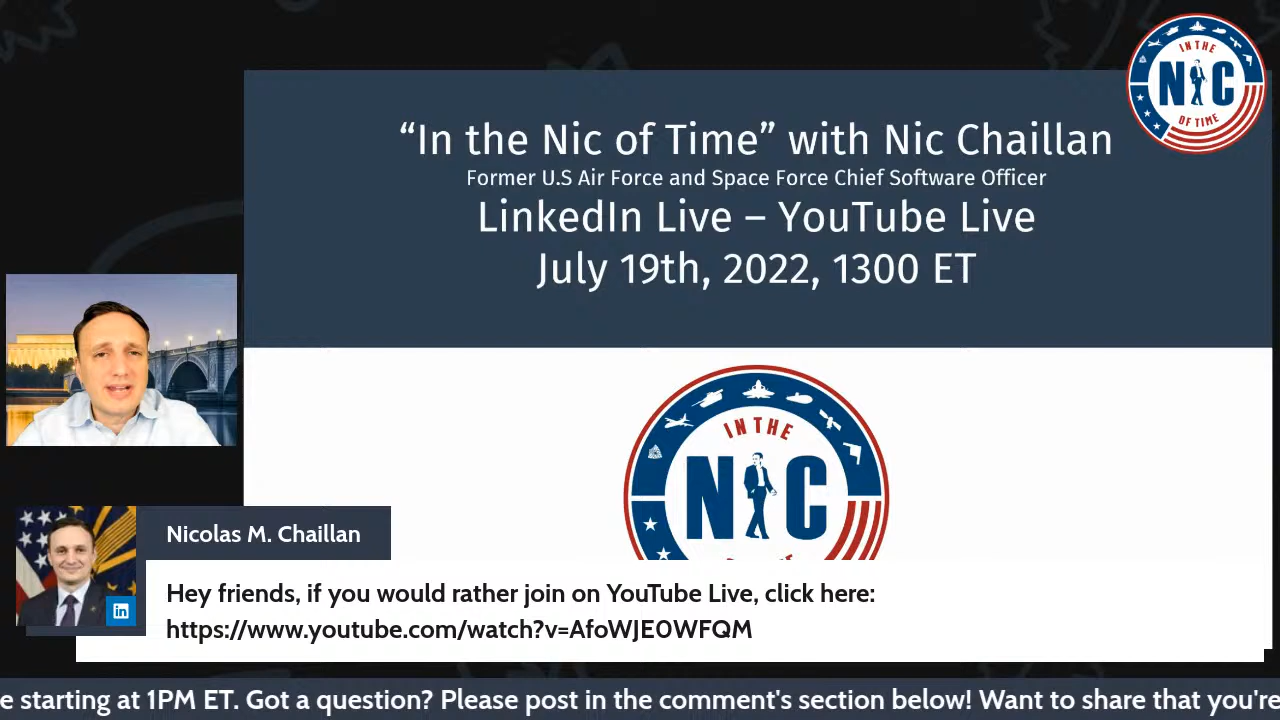 IN THE
NIC
OF TIME
“In the Nic of Time” with Nic Chaillan
Former U.S Air Force and Space Force Chief Software Officer
LinkedIn Live – YouTube Live
July 19th, 2022, 1300 ET
IN THE
NIC
Nicolas M. Chaillan
in
Hey friends, if you would rather join on YouTube Live, click here:
https://www.youtube.com/watch?v=AfoWJE0WFQM
e starting at 1PM ET. Got a question? Please post in the comment's section below! Want to share that you're